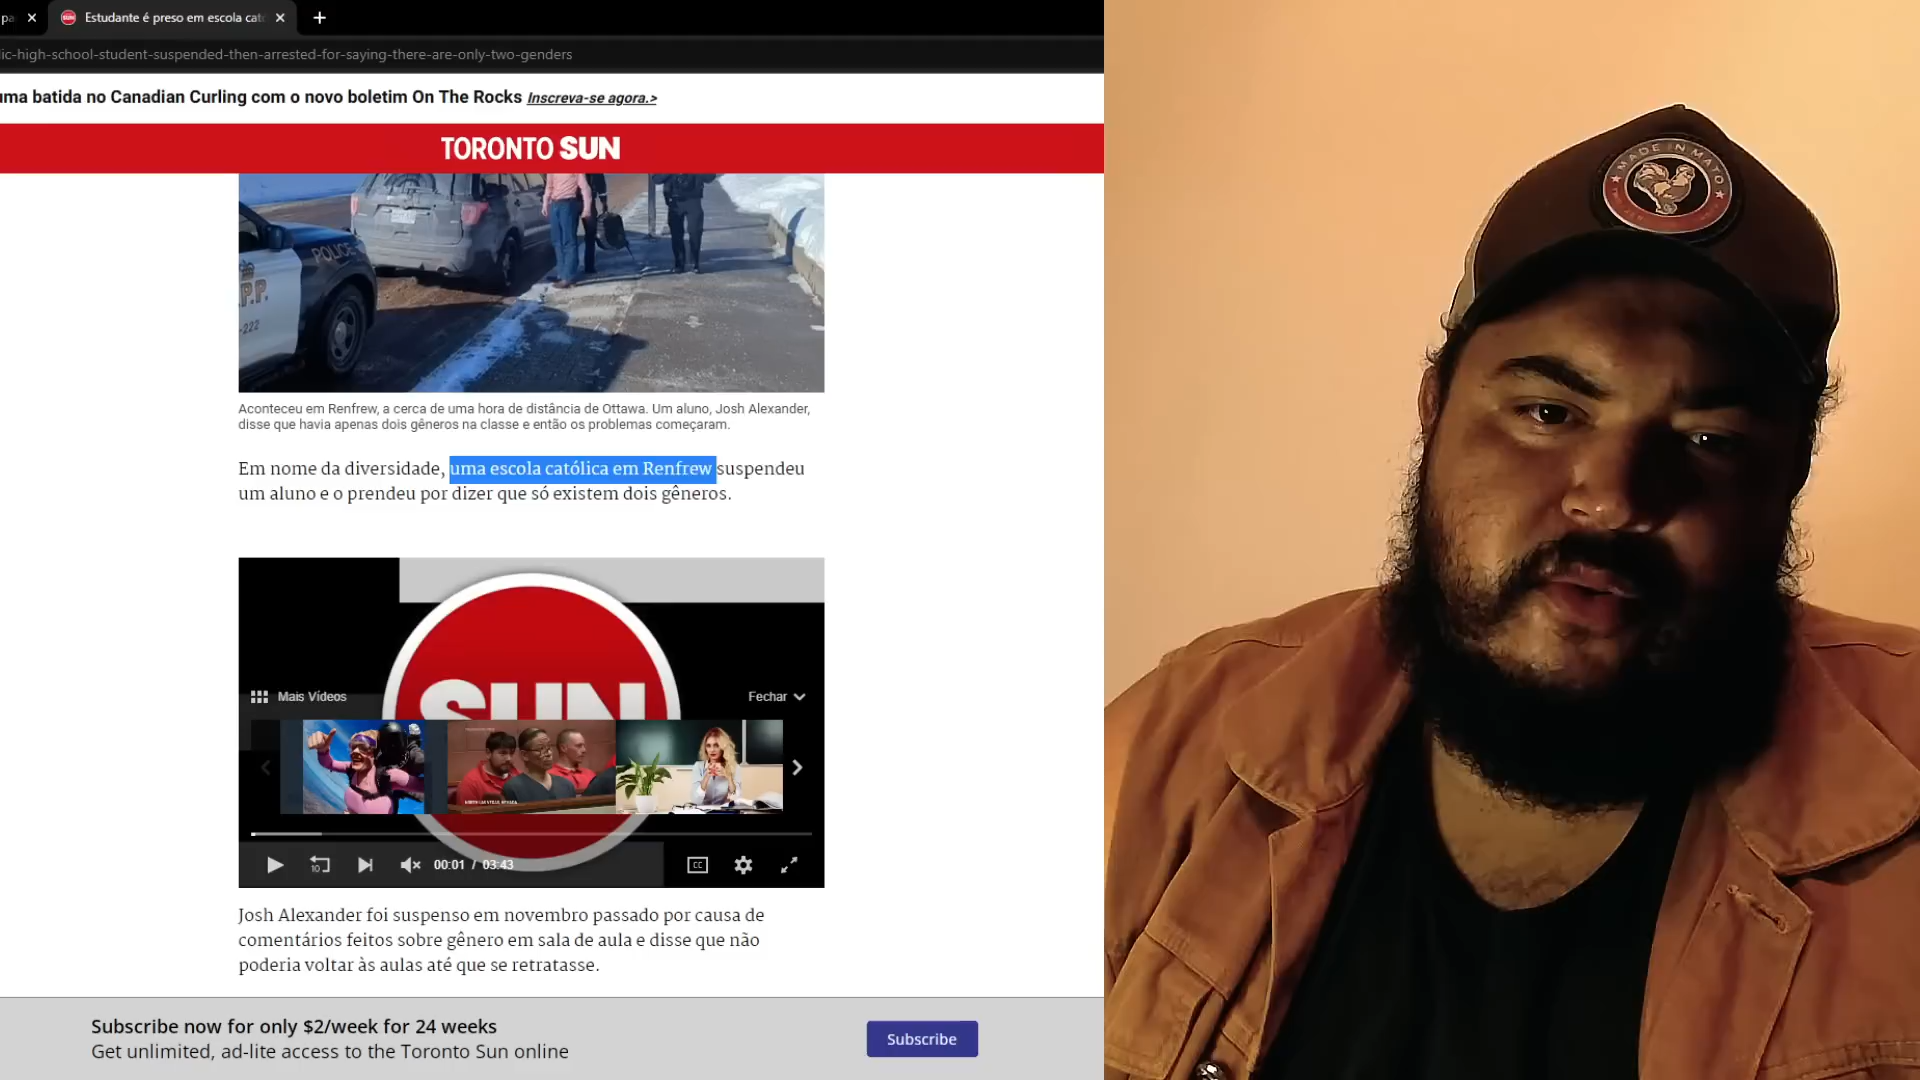 pa
Estudante é preso em escola cat
ic-high-school-student-suspended-then-arrested-for-saying-there-are-only-two-genders
uma batida no Canadian Curling com o novo boletim On The Rocks Inscreva-se agora.>
TORONTO SUN
POLICE
P.P.
-222
Aconteceu em Renfrew, a cerca de uma hora de distância de Ottawa. Um aluno, Josh Alexander,
disse que havia apenas dois gêneros na classe e então os problemas começaram.
Em nome da diversidade, uma escola católica em Renfrew suspendeu
um aluno e o prendeu por dizer que só existem dois gêneros.
SUN
Mais Vídeos
Fechar
00:01 / 03:43
10
CC
Josh Alexander foi suspenso em novembro passado por causa de
comentários feitos sobre gênero em sala de aula e disse que não
poderia voltar às aulas até que se retratasse.
Subscribe now for only $2/week for 24 weeks
Get unlimited, ad-lite access to the Toronto Sun online
Subscribe
MADE IN MATO